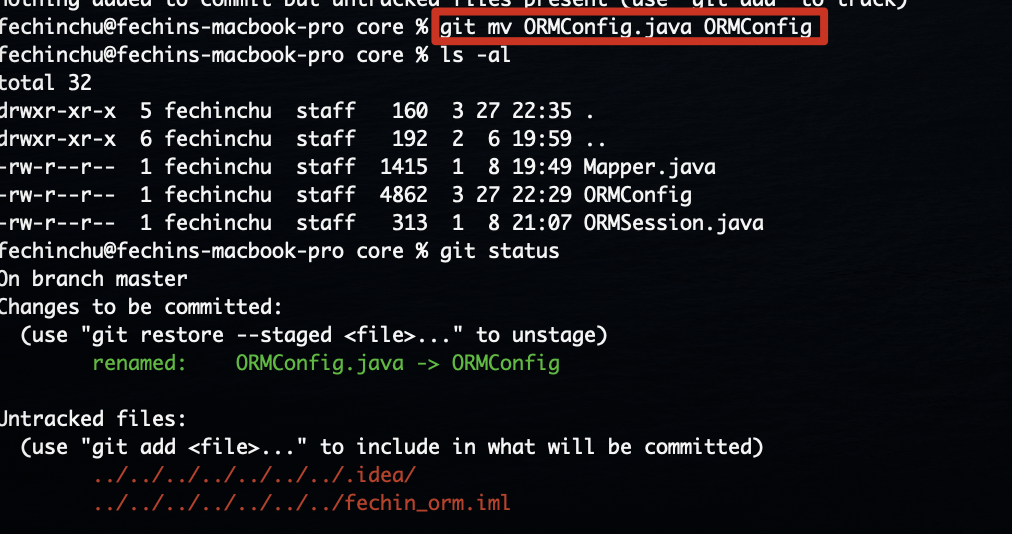 nothing added to commit but untracked files present (use "git add" to track)
fechinchu@fechins-macbook-pro core % git mv ORMConfig.java ORMConfig
fechinchu@fechins-macbook-pro core % ls -al
total 32
drwxr-xr-x  5 fechinchu  staff   160  3 27 22:35 .
drwxr-xr-x  6 fechinchu  staff   192  2  6 19:59 ..
-rw-r--r--  1 fechinchu  staff  1415  1  8 19:49 Mapper.java
-rw-r--r--  1 fechinchu  staff  4862  3 27 22:29 ORMConfig
-rw-r--r--  1 fechinchu  staff   313  1  8 21:07 ORMSession.java
fechinchu@fechins-macbook-pro core % git status
On branch master
Changes to be committed:
  (use "git restore --staged <file>..." to unstage)
        renamed:    ORMConfig.java -> ORMConfig
Untracked files:
  (use "git add <file>..." to include in what will be committed)
        ../../../../../../../.idea/
        ../../../../../../../fechin_orm.iml